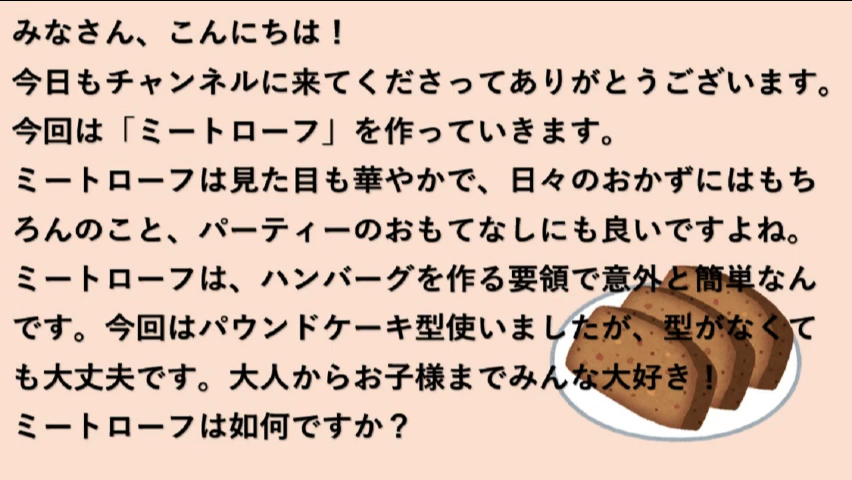 みなさん、こんにちは！
今日もチャンネルに来てくださってありがとうございます。
今回は「ミートローフ」を作っていきます。
ミートローフは見た目も華やかで、日々のおかずにはもち
ろんのこと、パーティーのおもてなしにも良いですよね。
ミートローフは、ハンバーグを作る要領で意外と簡単なん
です。今回はパウンドケーキ型使いましたが、型がなくて
も大丈夫です。大人からお子様までみんな大好き！
ミートローフは如何ですか？